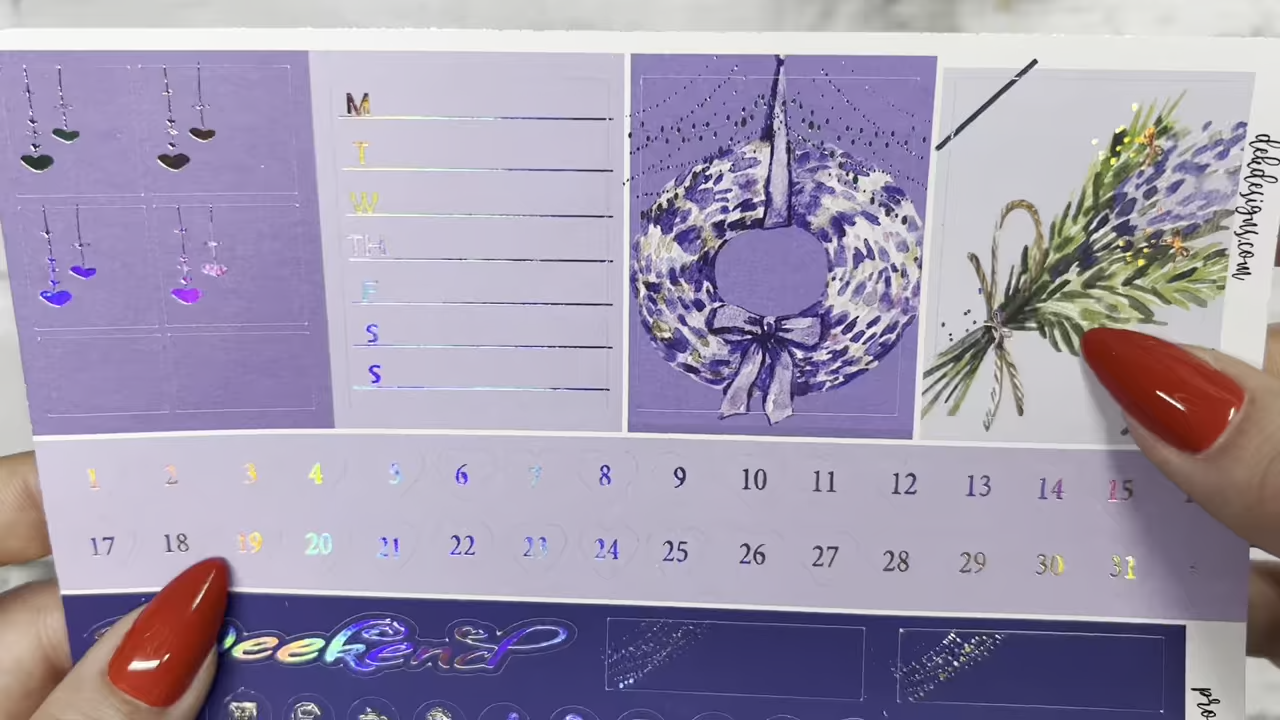 M
T
W
TH
F
S
S
dekdesigns.com
1 2 3 4 5 6 7 8 9 10 11 12 13 14 15
17 18 19 20 21 22 23 24 25 26 27 28 29 30 31
weekend
pro